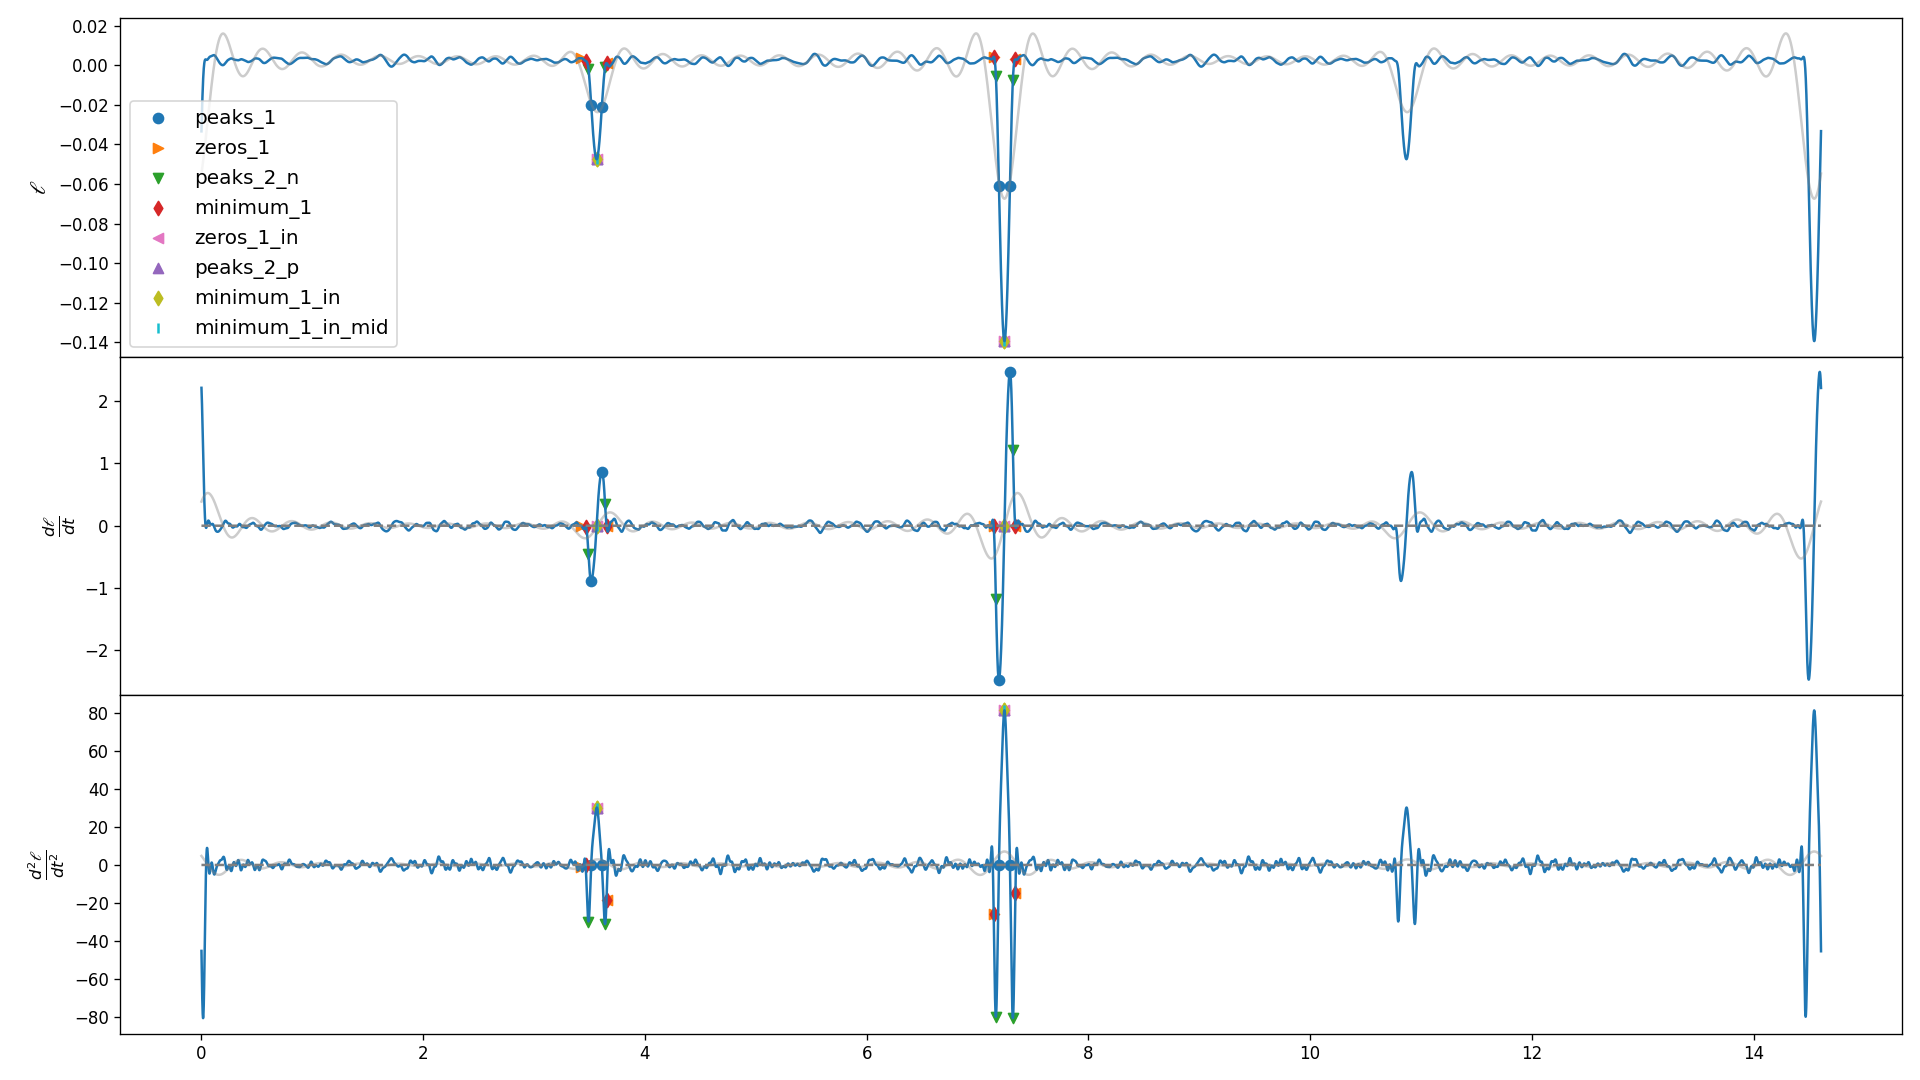 0.02
0.00
−0.02
−0.04
−0.06
−0.08
−0.10
−0.12
−0.14
ℓ
peaks_1
zeros_1
peaks_2_n
minimum_1
zeros_1_in
peaks_2_p
minimum_1_in
minimum_1_in_mid
2
1
0
−1
−2
dℓ
dt
80
60
40
20
0
−20
−40
−60
−80
d²ℓ
dt²
0 2 4 6 8 10 12 14